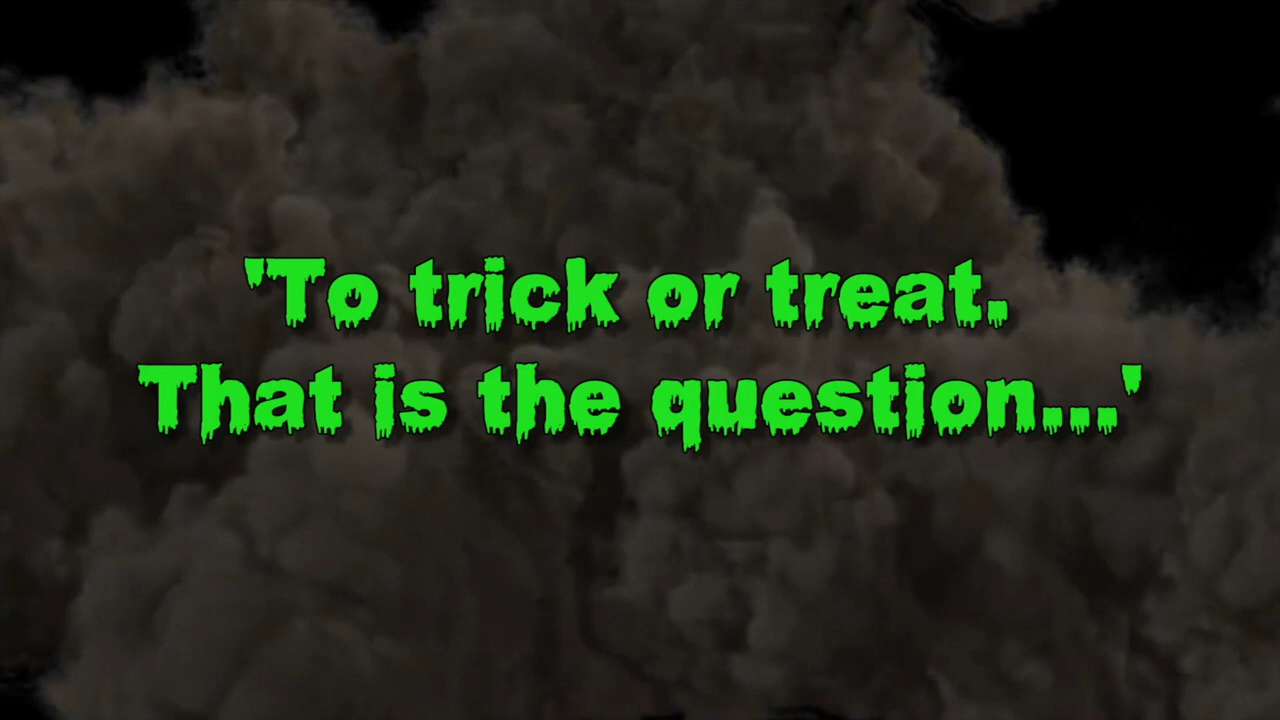 'To trick or treat.
That is the question...'